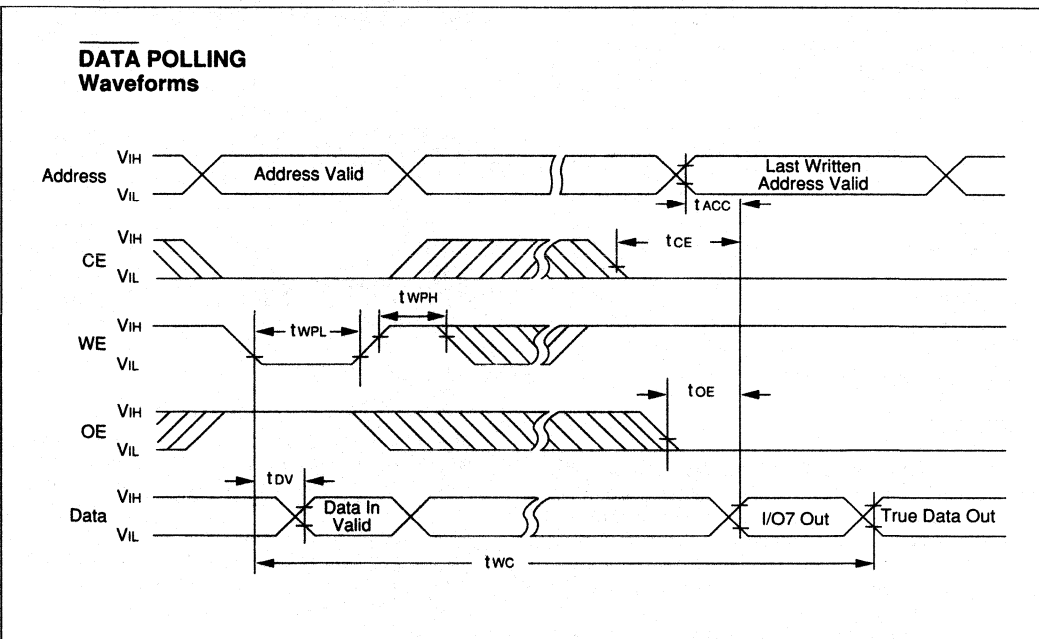 DATA POLLING
Waveforms
Address
VIH
VIL
Address Valid
Last Written
Address Valid
tACC
CE
VIH
VIL
tCE
WE
VIH
VIL
tWPL
tWPH
OE
VIH
VIL
tOE
Data
VIH
VIL
tDV
Data In
Valid
I/O7 Out
True Data Out
tWC